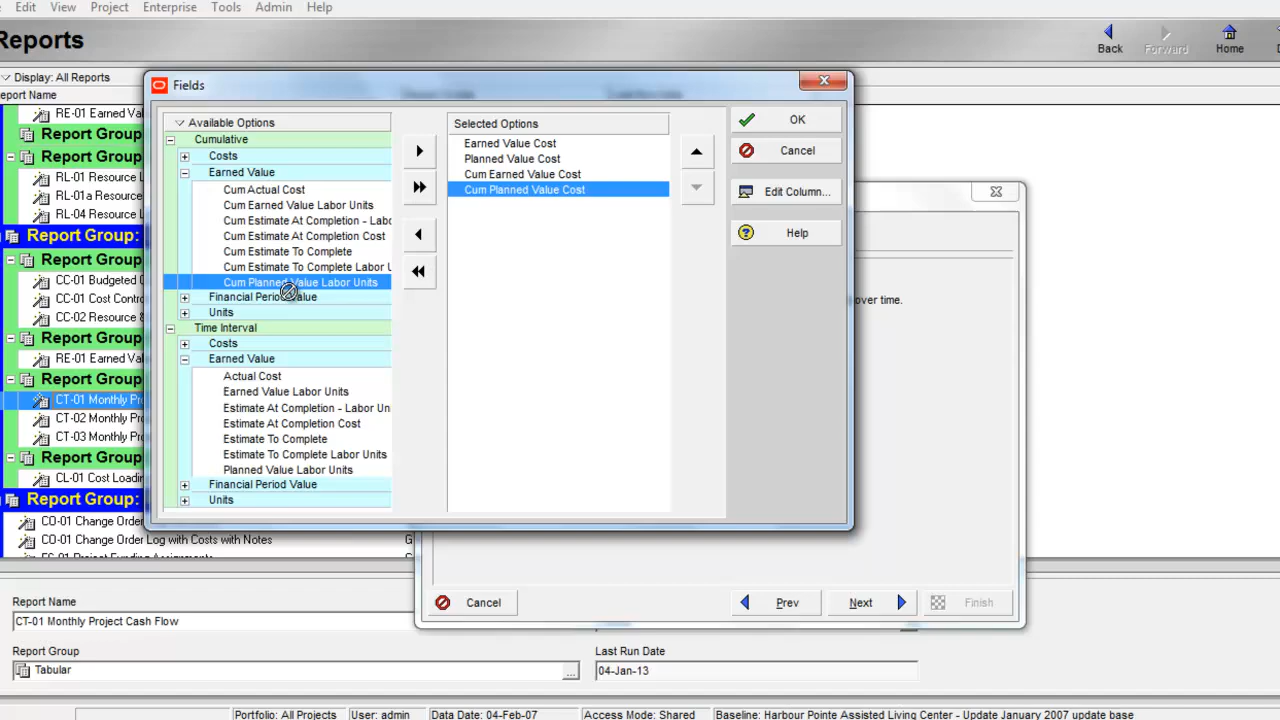 Edit View Project Enterprise Tools Admin Help
Reports
Back Forward Home
Display: All Reports
Report Name
RE-01 Earned Val
Report Group
Report Group
RL-01 Resource
RL-01a Resource
RL-04 Resource L
Report Group:
Report Group
CC-01 Budgeted C
CC-01 Cost Contro
CC-02 Resource &
Report Group
RE-01 Earned Val
Report Group
CT-01 Monthly Pro
CT-02 Monthly Pro
CT-03 Monthly Pro
Report Group
CL-01 Cost Loadin
Report Group:
CO-01 Change Order
CO-01 Change Order Log with Costs with Notes G
Fields
Available Options
Cumulative
Costs
Earned Value
Cum Actual Cost
Cum Earned Value Labor Units
Cum Estimate At Completion - Labo
Cum Estimate At Completion Cost
Cum Estimate To Complete
Cum Estimate To Complete Labor U
Cum Planned Value Labor Units
Financial Period Value
Units
Time Interval
Costs
Earned Value
Actual Cost
Earned Value Labor Units
Estimate At Completion - Labor Un
Estimate At Completion Cost
Estimate To Complete
Estimate To Complete Labor Units
Planned Value Labor Units
Financial Period Value
Units
Selected Options
Earned Value Cost
Planned Value Cost
Cum Earned Value Cost
Cum Planned Value Cost
OK
Cancel
Edit Column...
Help
over time.
Cancel Prev Next Finish
Report Name
CT-01 Monthly Project Cash Flow
Report Group
Tabular ...
Last Run Date
04-Jan-13
Portfolio: All Projects User: admin Data Date: 04-Feb-07 Access Mode: Shared Baseline: Harbour Pointe Assisted Living Center - Update January 2007 update base